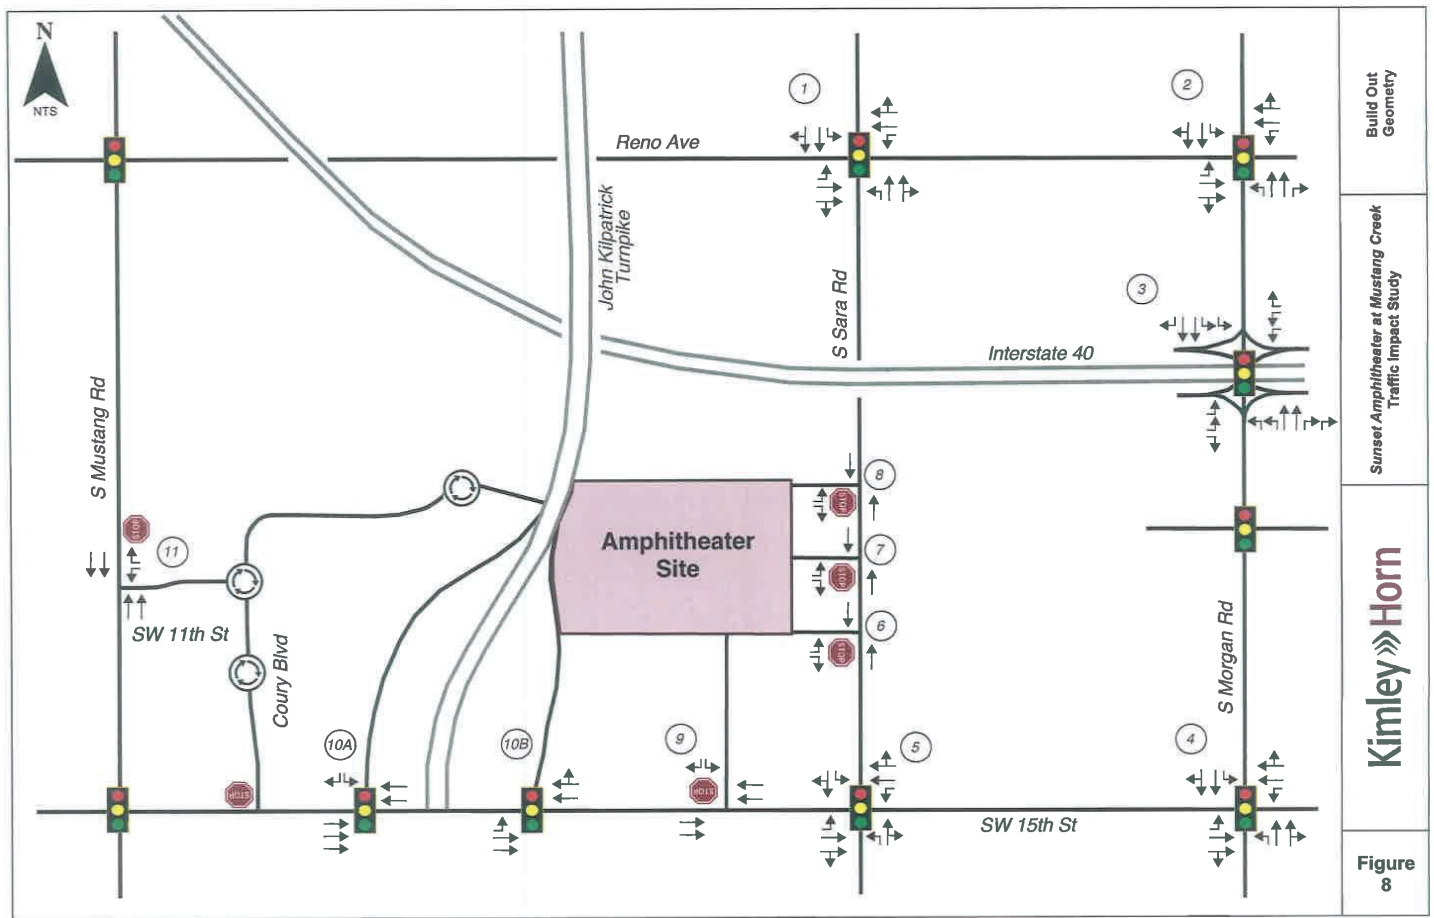 N
NTS
1
2
Reno Ave
John Kilpatrick
Turnpike
S Sara Rd
3
Interstate 40
S Mustang Rd
8
STOP
7
STOP
6
STOP
Amphitheater
Site
STOP
11
SW 11th St
Coury Blvd
S Morgan Rd
10A
10B
9
5
4
STOP
STOP
SW 15th St
Build Out
Geometry
Sunset Amphitheater at Mustang Creek
Traffic Impact Study
Kimley»Horn
Figure
8